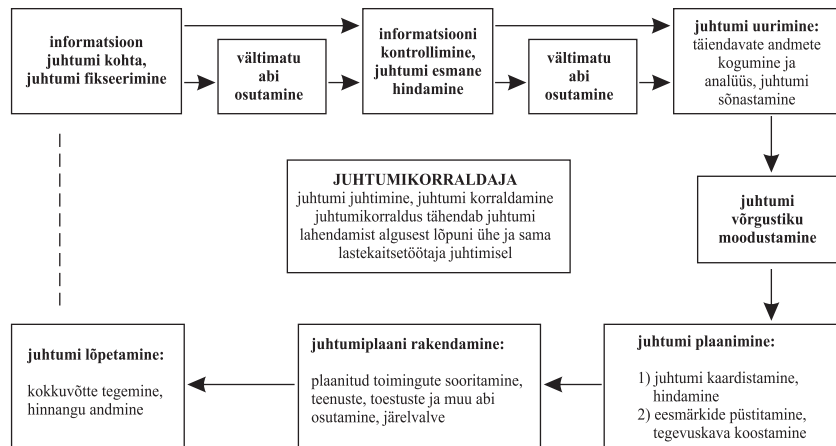 informatsioon
juhtumi kohta,
juhtumi fikseerimine
vältimatu
abi
osutamine
informatsiooni
kontrollimine,
juhtumi esmane
hindamine
vältimatu
abi
osutamine
juhtumi uurimine:
täiendavate andmete
kogumine ja
analüüs, juhtumi
sõnastamine
JUHTUMIKORRALDAJA
juhtumi juhtimine, juhtumi korraldamine
juhtumikorraldus tähendab juhtumi
lahendamist algusest lõpuni ühe ja sama
lastekaitsetöötaja juhtimisel
juhtumi
võrgustiku
moodustamine
juhtumi lõpetamine:
kokkuvõtte tegemine,
hinnangu andmine
juhtumiplaani rakendamine:
plaanitud toimingute sooritamine,
teenuste, toestuste ja muu abi
osutamine, järelvalve
juhtumi plaanimine:
1) juhtumi kaardistamine,
hindamine
2) eesmärkide püstitamine,
tegevuskava koostamine